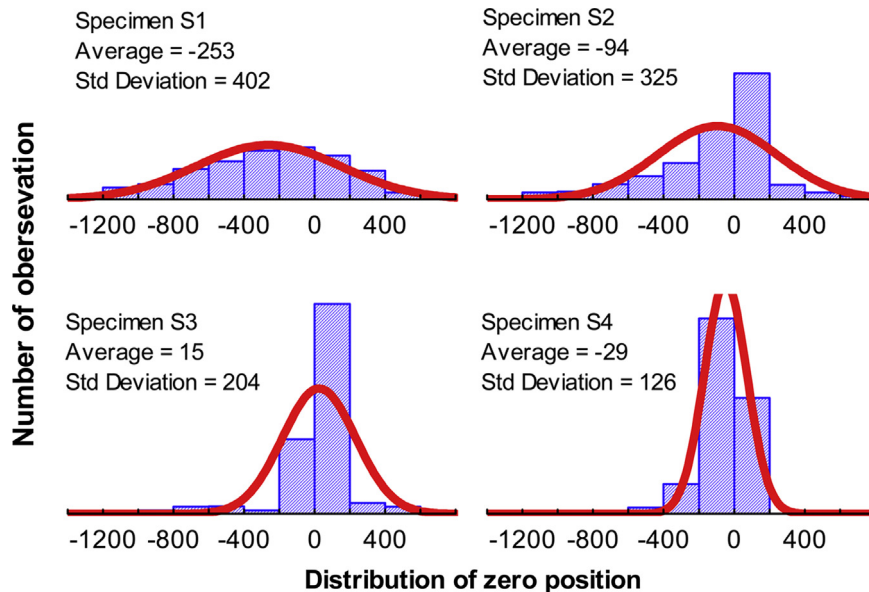 Specimen S1
Average = -253
Std Deviation = 402
Specimen S2
Average = -94
Std Deviation = 325
-1200 -800 -400 0 400
-1200 -800 -400 0 400
Specimen S3
Average = 15
Std Deviation = 204
Specimen S4
Average = -29
Std Deviation = 126
-1200 -800 -400 0 400
-1200 -800 -400 0 400
Number of obersevation
Distribution of zero position